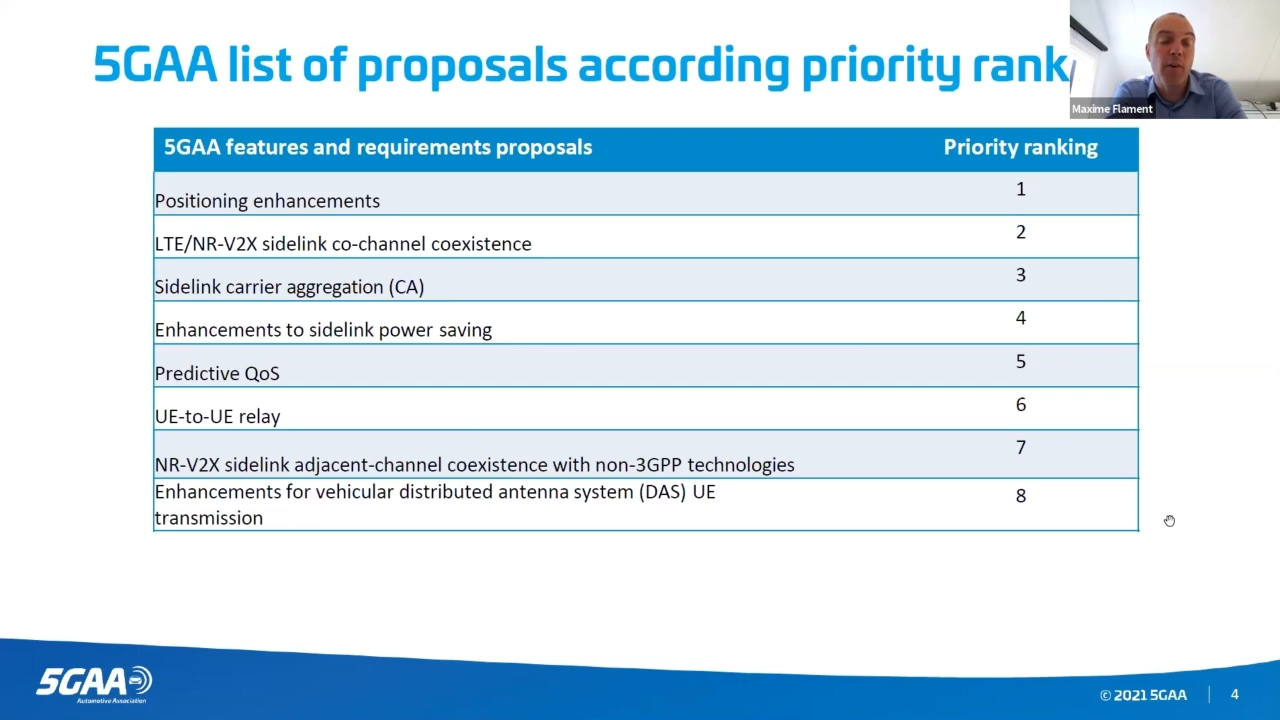 5GAA list of proposals according priority rank
Maxime Flament
5GAA features and requirements proposals Priority ranking
Positioning enhancements 1
LTE/NR-V2X sidelink co-channel coexistence 2
Sidelink carrier aggregation (CA) 3
Enhancements to sidelink power saving 4
Predictive QoS 5
UE-to-UE relay 6
NR-V2X sidelink adjacent-channel coexistence with non-3GPP technologies 7
Enhancements for vehicular distributed antenna system (DAS) UE 8
transmission
5GAA
Automotive Association
© 2021 5GAA 4